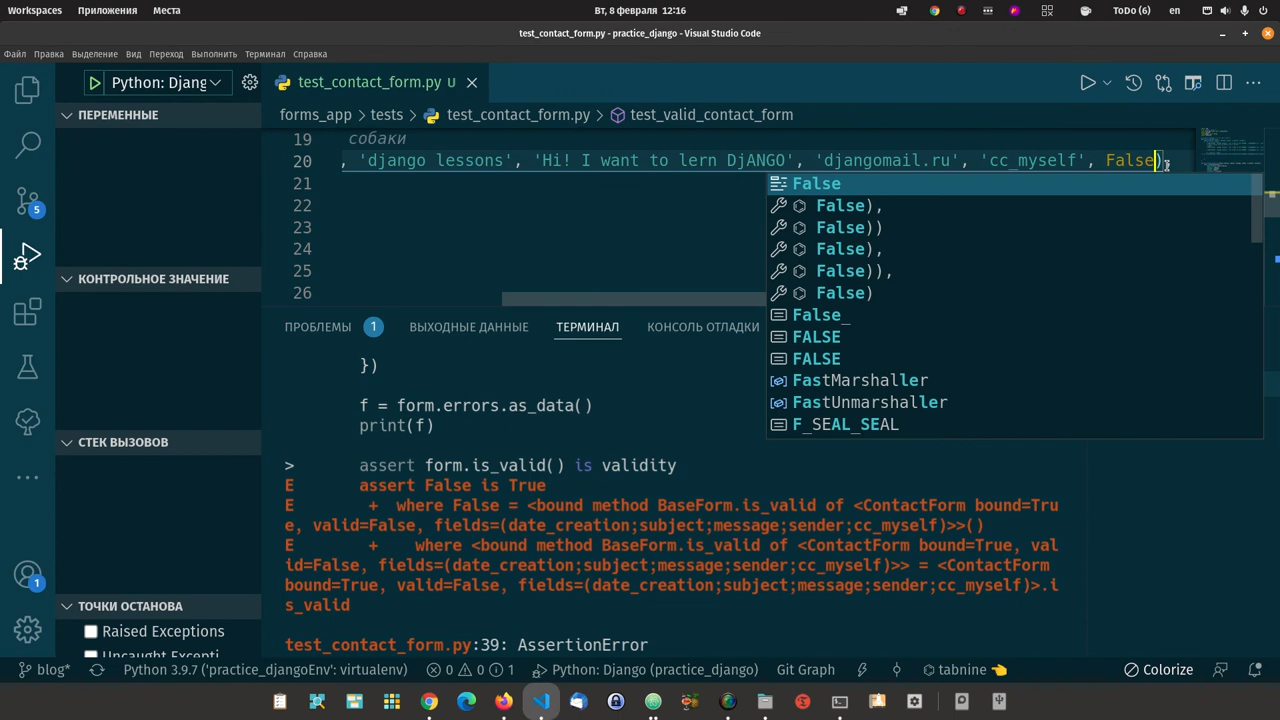 Workspaces Приложения Места Вт, 8 февраля 12:16 ToDo (6) en
test_contact_form.py - practice_django - Visual Studio Code
Файл Правка Выделение Вид Переход Выполнить Терминал Справка
Python: Djang
test_contact_form.py U
ПЕРЕМЕННЫЕ
forms_app > tests > test_contact_form.py > test_valid_contact_form
19 собаки
20 , 'django lessons', 'Hi! I want to lern DjANGO', 'djangomail.ru', 'cc_myself', False)
21
22
23
24
25
26
False
False),
False))
False),
False)),
False)
False_
FALSE
FALSE
FastMarshaller
FastUnmarshaller
F_SEAL_SEAL
5
КОНТРОЛЬНОЕ ЗНАЧЕНИЕ
СТЕК ВЫЗОВОВ
1
ТОЧКИ ОСТАНОВА
Raised Exceptions
Uncaught Excepti
ПРОБЛЕМЫ 1 ВЫХОДНЫЕ ДАННЫЕ ТЕРМИНАЛ КОНСОЛЬ ОТЛАДКИ
})
f = form.errors.as_data()
print(f)
> assert form.is_valid() is validity
E assert False is True
E + where False = <bound method BaseForm.is_valid of <ContactForm bound=Tru
e, valid=False, fields=(date_creation;subject;message;sender;cc_myself)>>()
E + where <bound method BaseForm.is_valid of <ContactForm bound=True, val
id=False, fields=(date_creation;subject;message;sender;cc_myself)>> = <ContactForm
bound=True, valid=False, fields=(date_creation;subject;message;sender;cc_myself)>.i
s_valid
test_contact_form.py:39: AssertionError
blog* Python 3.9.7 ('practice_djangoEnv': virtualenv) 0 0 1 Python: Django (practice_django) Git Graph tabnine Colorize